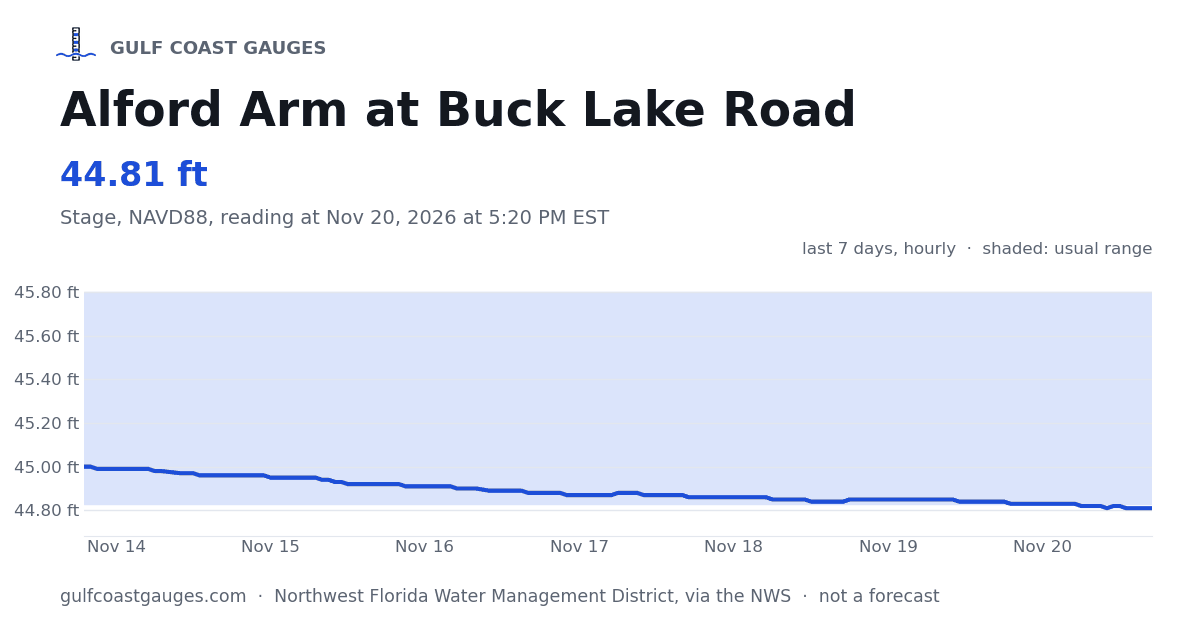 GULF COAST GAUGES
Alford Arm at Buck Lake Road
44.81 ft
Stage, NAVD88, reading at Nov 20, 2026 at 5:20 PM EST
last 7 days, hourly · shaded: usual range
45.80 ft
45.60 ft
45.40 ft
45.20 ft
45.00 ft
44.80 ft
Nov 14 Nov 15 Nov 16 Nov 17 Nov 18 Nov 19 Nov 20
gulfcoastgauges.com · Northwest Florida Water Management District, via the NWS · not a forecast